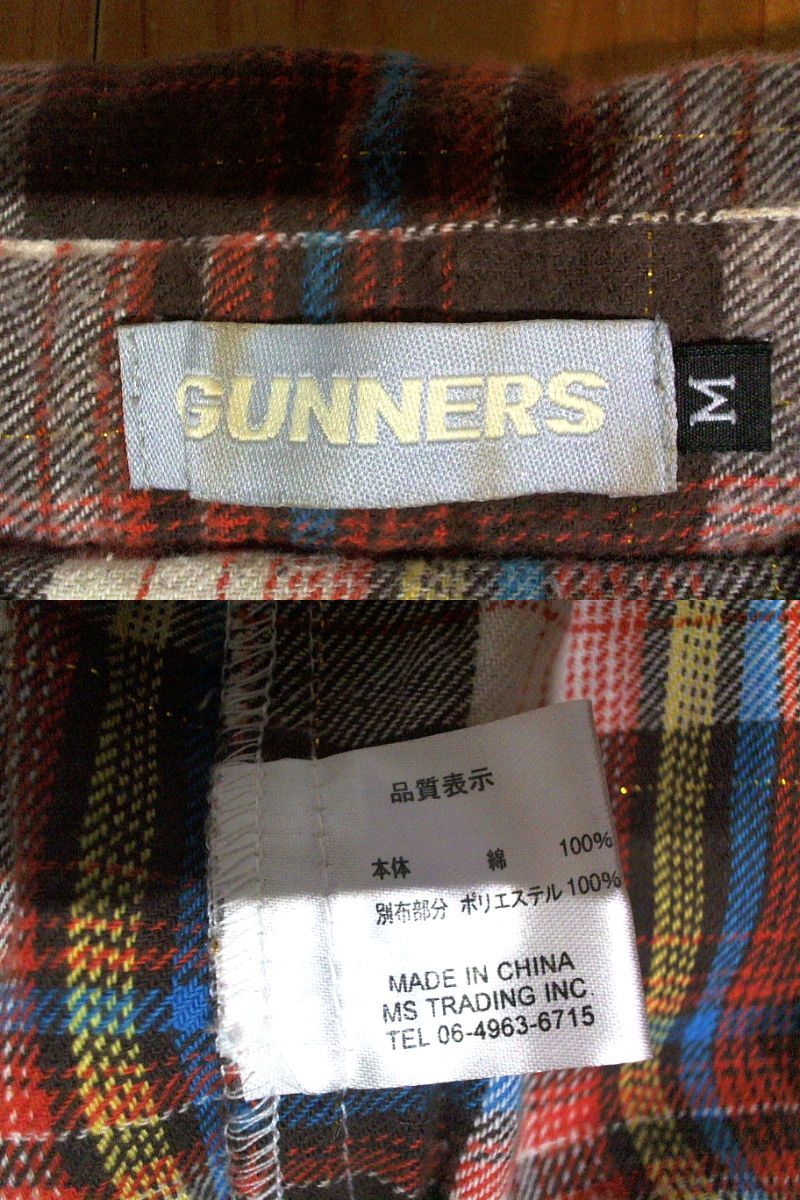 GUNNERS
M
品質表示
本体 綿 100%
別布部分 ポリエステル 100%
MADE IN CHINA
MS TRADING INC.
TEL 06-4963-6715